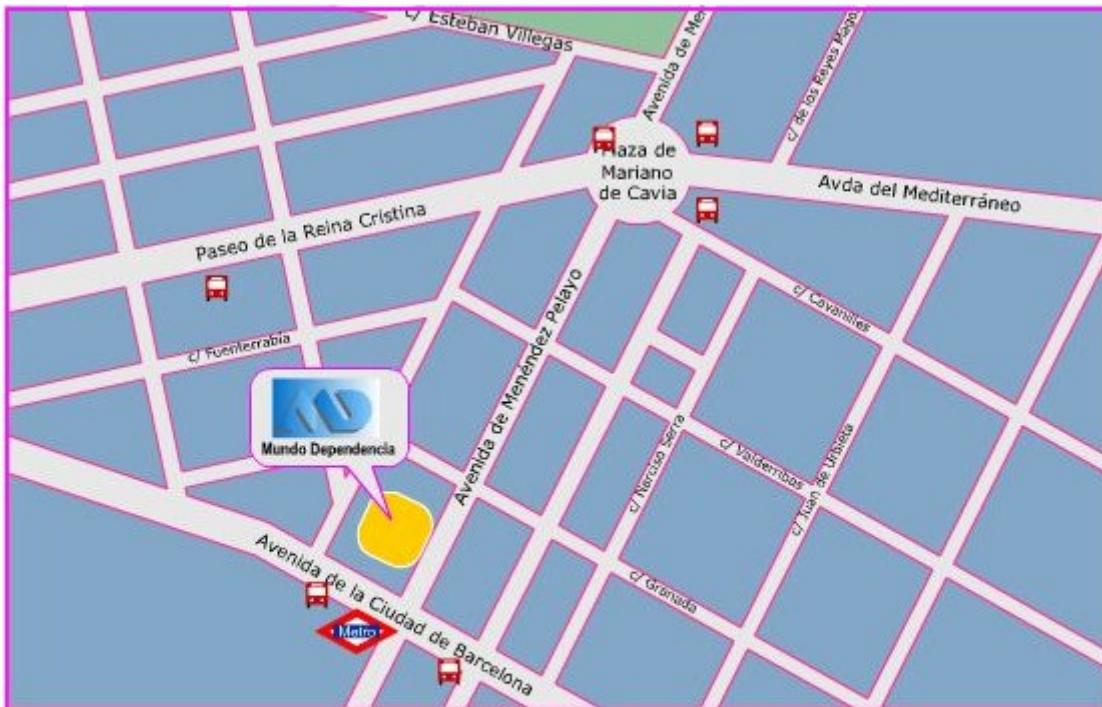 c/ Esteban Villegas
Avenida de Men
c/ de los Reyes Mago
Plaza de
Mariano
de Cavia
Avda del Mediterráneo
Paseo de la Reina Cristina
c/ Cavanilles
Avenida de Menéndez Pelayo
c/ Fuenterrabía
Mundo Dependencia
c/ Narciso Serra
c/ Valderribas
c/ Juan de Urbieta
c/ Granada
Avenida de la Ciudad de Barcelona
Metro